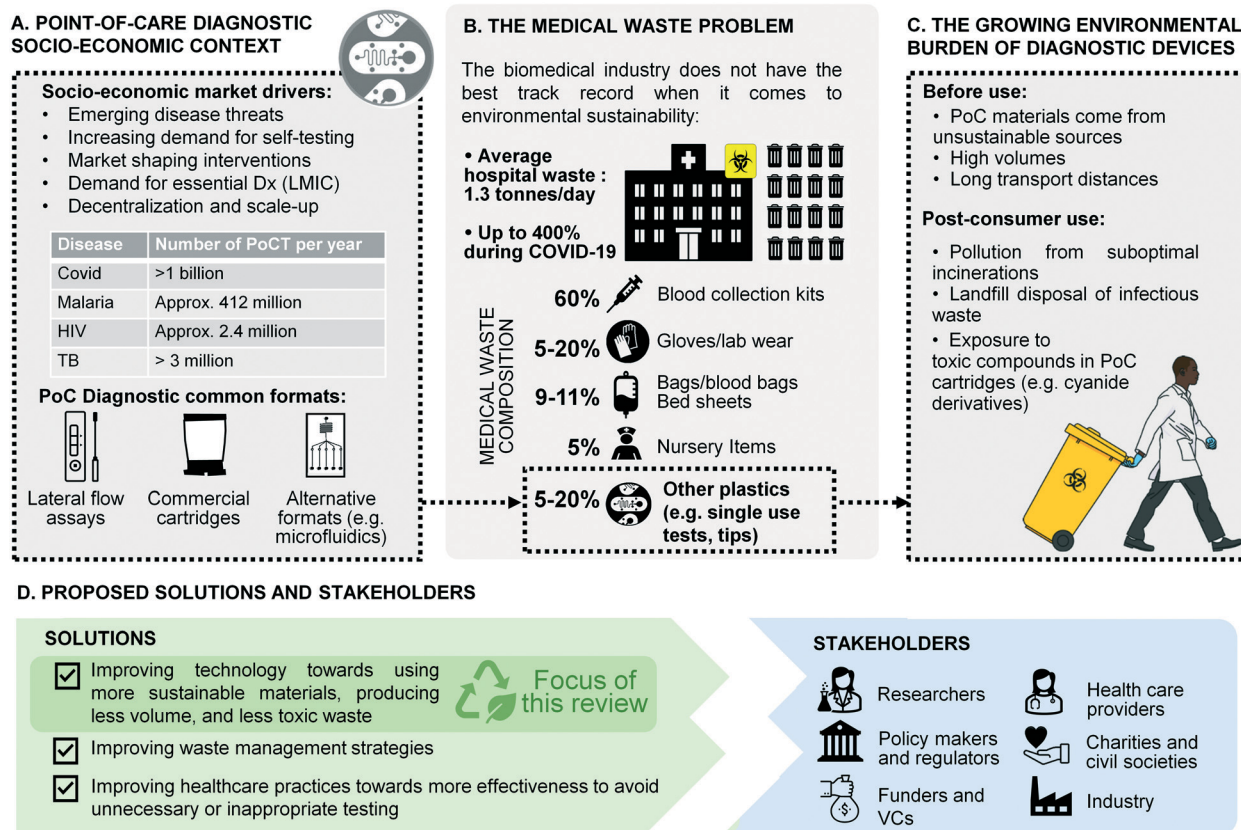 A. POINT-OF-CARE DIAGNOSTIC
SOCIO-ECONOMIC CONTEXT
Socio-economic market drivers:
• Emerging disease threats
• Increasing demand for self-testing
• Market shaping interventions
• Demand for essential Dx (LMIC)
• Decentralization and scale-up
Disease Number of PoCT per year
Covid >1 billion
Malaria Approx. 412 million
HIV Approx. 2.4 million
TB > 3 million
PoC Diagnostic common formats:
Lateral flow
assays
Commercial
cartridges
Alternative
formats (e.g.
microfluidics)
B. THE MEDICAL WASTE PROBLEM
The biomedical industry does not have the
best track record when it comes to
environmental sustainability:
• Average
hospital waste :
1.3 tonnes/day
• Up to 400%
during COVID-19
MEDICAL WASTE
COMPOSITION
60% Blood collection kits
5-20% Gloves/lab wear
9-11% Bags/blood bags
Bed sheets
5% Nursery Items
5-20% Other plastics
(e.g. single use
tests, tips)
C. THE GROWING ENVIRONMENTAL
BURDEN OF DIAGNOSTIC DEVICES
Before use:
• PoC materials come from
unsustainable sources
• High volumes
• Long transport distances
Post-consumer use:
• Pollution from suboptimal
incinerations
• Landfill disposal of infectious
waste
• Exposure to
toxic compounds in PoC
cartridges (e.g. cyanide
derivatives)
D. PROPOSED SOLUTIONS AND STAKEHOLDERS
SOLUTIONS
Improving technology towards using
more sustainable materials, producing
less volume, and less toxic waste
Focus of
this review
Improving waste management strategies
Improving healthcare practices towards more effectiveness to avoid
unnecessary or inappropriate testing
STAKEHOLDERS
Researchers
Health care
providers
Policy makers
and regulators
Charities and
civil societies
$
Funders and
VCs
Industry